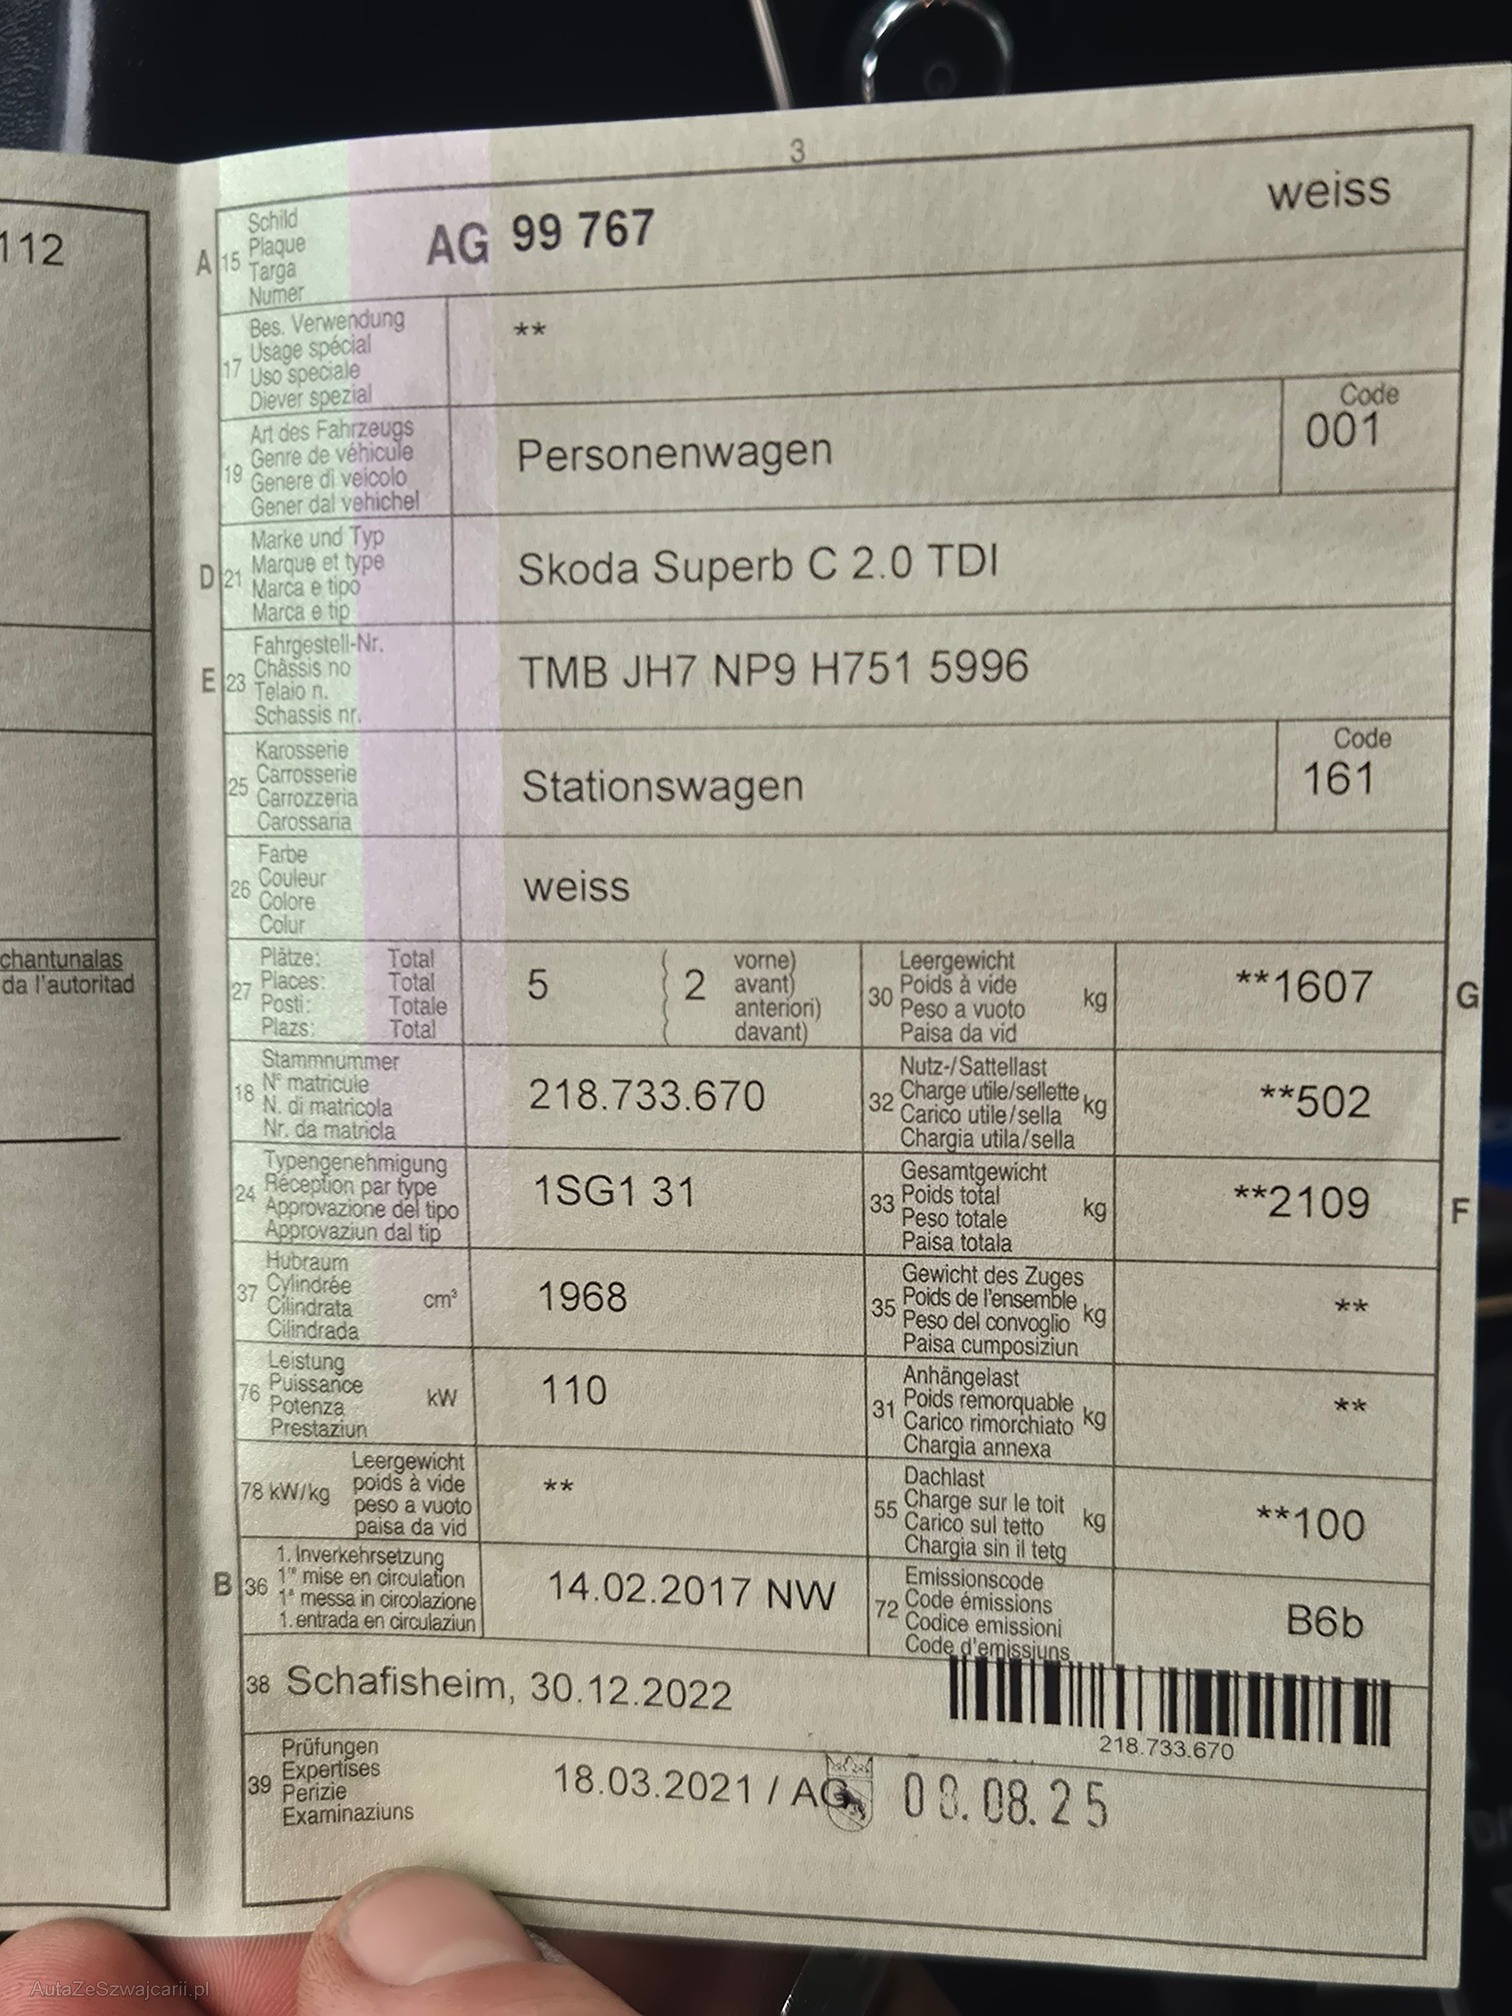 3
112
A 15 Schild
Plaque
Targa
Numer
AG 99 767
weiss
17 Bes. Verwendung
Usage spécial
Uso speciale
Diever spezial
**
19 Art des Fahrzeugs
Genre de véhicule
Genere di veicolo
Gener dal vehichel
Personenwagen
Code
001
D 21 Marke und Typ
Marque et type
Marca e tipo
Marca e tip
Skoda Superb C 2.0 TDI
E 23 Fahrgestell-Nr.
Châssis no
Telaio n.
Schassis nr.
TMB JH7 NP9 H751 5996
25 Karosserie
Carrosserie
Carrozzeria
Carossaria
Stationswagen
Code
161
26 Farbe
Couleur
Colore
Colur
weiss
chantunalas
da l'autoritad
27 Plätze: Total
Places: Total
Posti: Totale
Plazs: Total
5
2
vorne)
avant)
anteriori)
davant)
30 Leergewicht
Poids à vide
Peso a vuoto
Paisa da vid
kg
**1607
G
18 Stammnummer
N° matricule
N. di matricola
Nr. da matricla
218.733.670
32 Nutz-/Sattellast
Charge utile/sellette
Carico utile/sella
Chargia utila/sella
kg
**502
24 Typengenehmigung
Réception par type
Approvazione del tipo
Approvaziun dal tip
1SG1 31
33 Gesamtgewicht
Poids total
Peso totale
Paisa totala
kg
**2109
F
37 Hubraum
Cylindrée
Cilindrata
Cilindrada
cm³
1968
35 Gewicht des Zuges
Poids de l'ensemble
Peso del convoglio
Paisa cumposiziun
kg
**
76 Leistung
Puissance
Potenza
Prestaziun
kW
110
31 Anhängelast
Poids remorquable
Carico rimorchiato
Chargia annexa
kg
**
78 kW/kg
Leergewicht
poids à vide
peso a vuoto
paisa da vid
**
55 Dachlast
Charge sur le toit
Carico sul tetto
Chargia sin il tetg
kg
**100
B 36 1. Inverkehrsetzung
1re mise en circulation
1a messa in circolazione
1. entrada en circulaziun
14.02.2017 NW
72 Emissionscode
Code émissions
Codice emissioni
Code d'emissiuns
B6b
38 Schafisheim, 30.12.2022
218.733.670
39 Prüfungen
Expertises
Perizie
Examinaziuns
18.03.2021 / AG
08.25
AutaZeSzwajcarii.pl